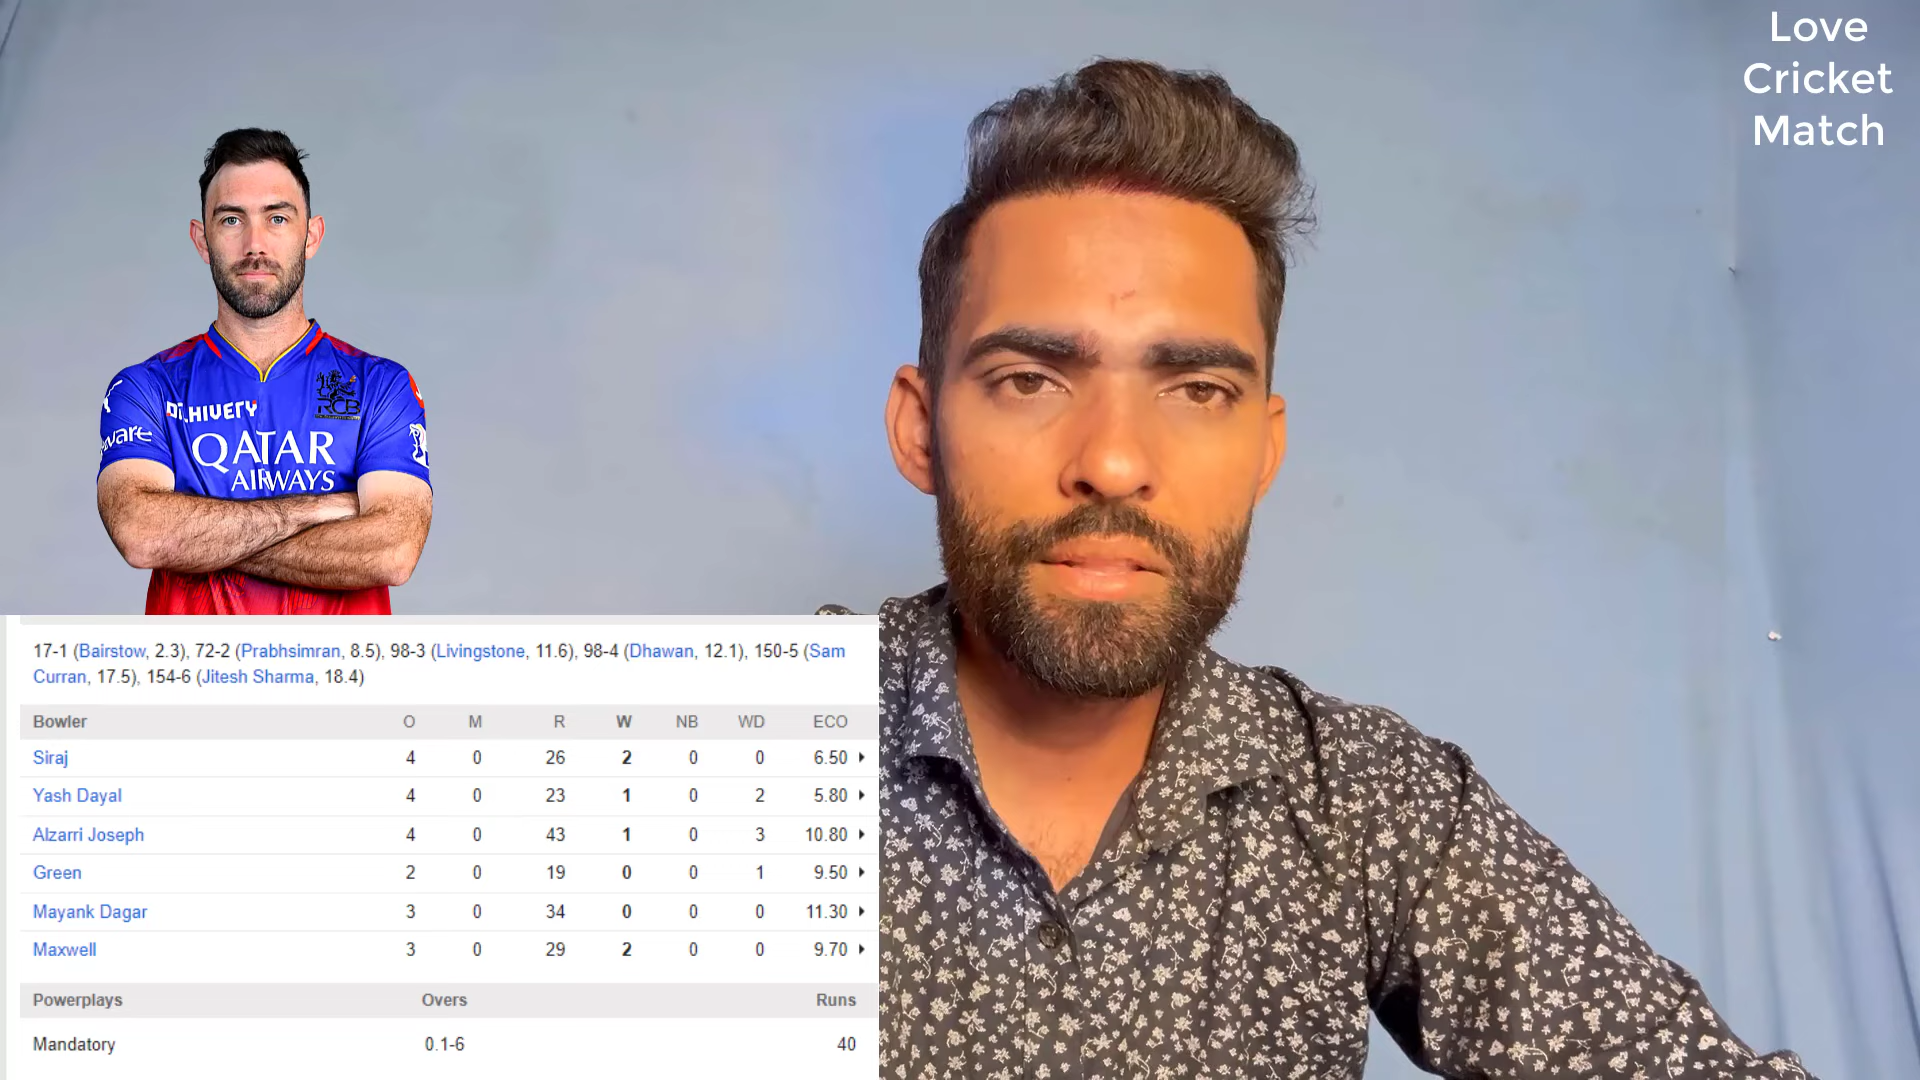 Love
Cricket
Match
DELHIVERY
RCB
QATAR
AIRWAYS
17-1 (Bairstow, 2.3), 72-2 (Prabhsimran, 8.5), 98-3 (Livingstone, 11.6), 98-4 (Dhawan, 12.1), 150-5 (Sam
Curran, 17.5), 154-6 (Jitesh Sharma, 18.4)
Bowler O M R W NB WD ECO
Siraj 4 0 26 2 0 0 6.50
Yash Dayal 4 0 23 1 0 2 5.80
Alzarri Joseph 4 0 43 1 0 3 10.80
Green 2 0 19 0 0 1 9.50
Mayank Dagar 3 0 34 0 0 0 11.30
Maxwell 3 0 29 2 0 0 9.70
Powerplays Overs Runs
Mandatory 0.1-6 40